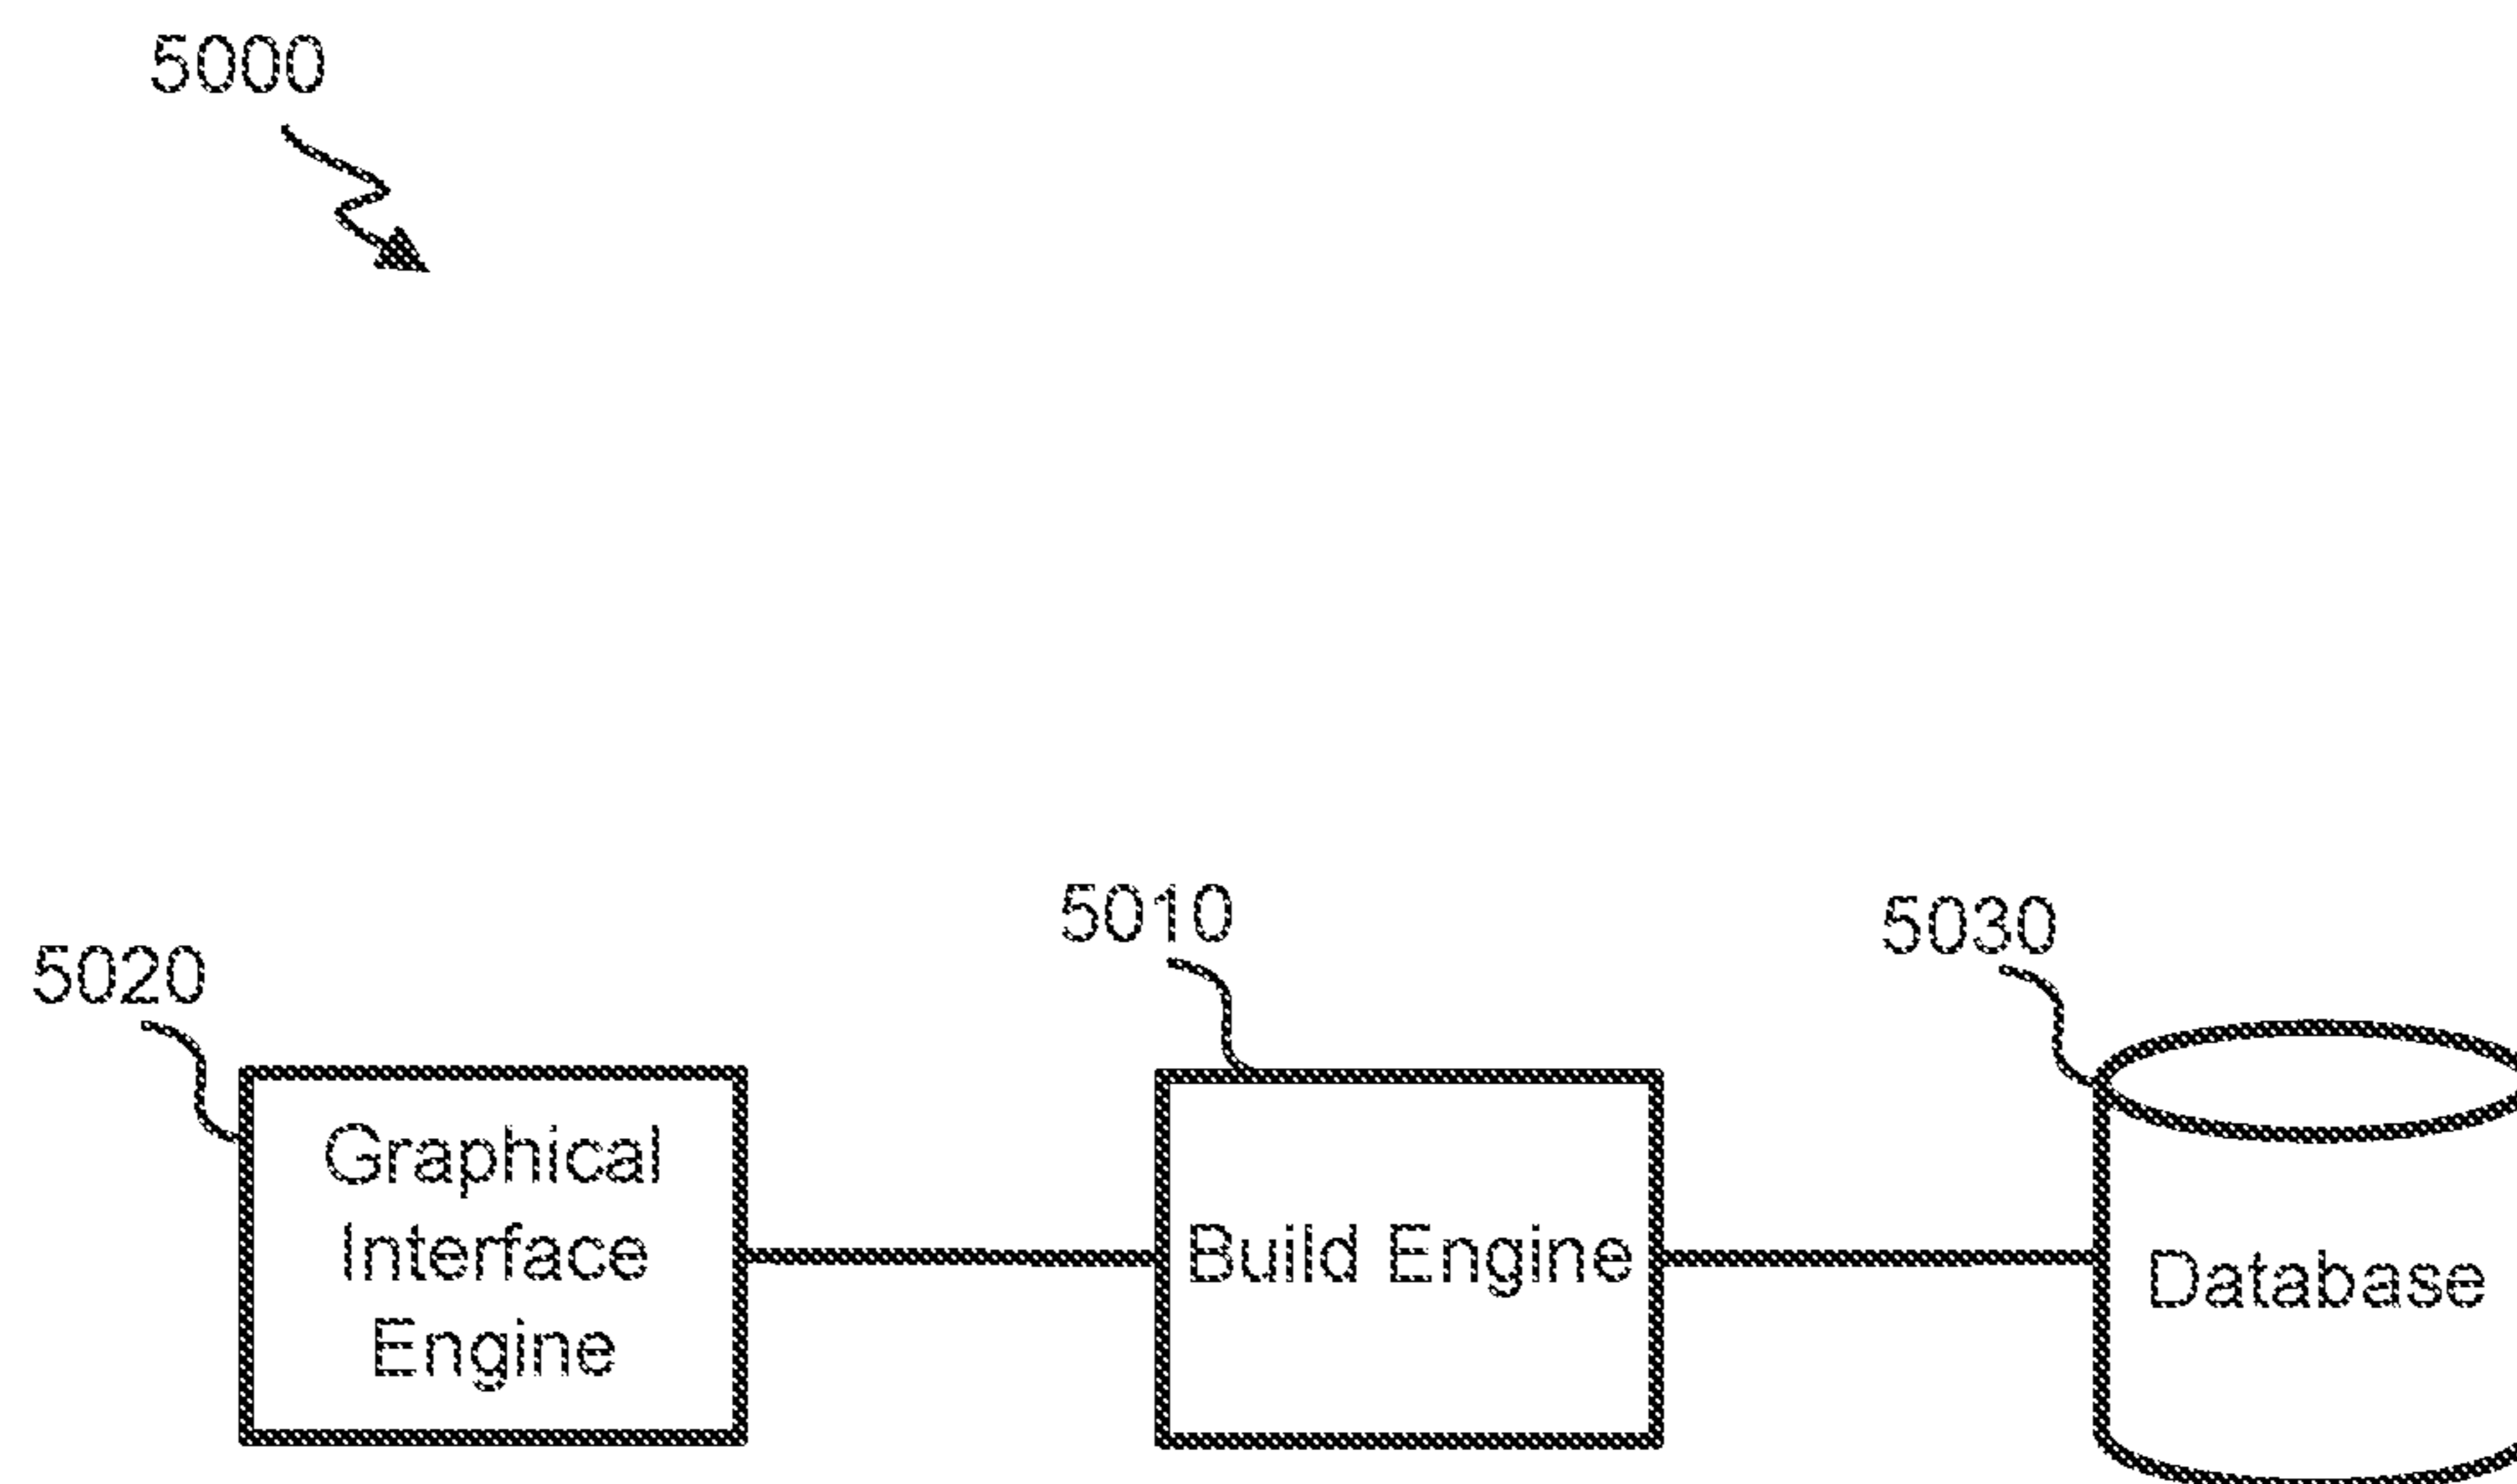 5000
5010
5030
5020
Graphical
Interface
Engine
Build Engine
Database